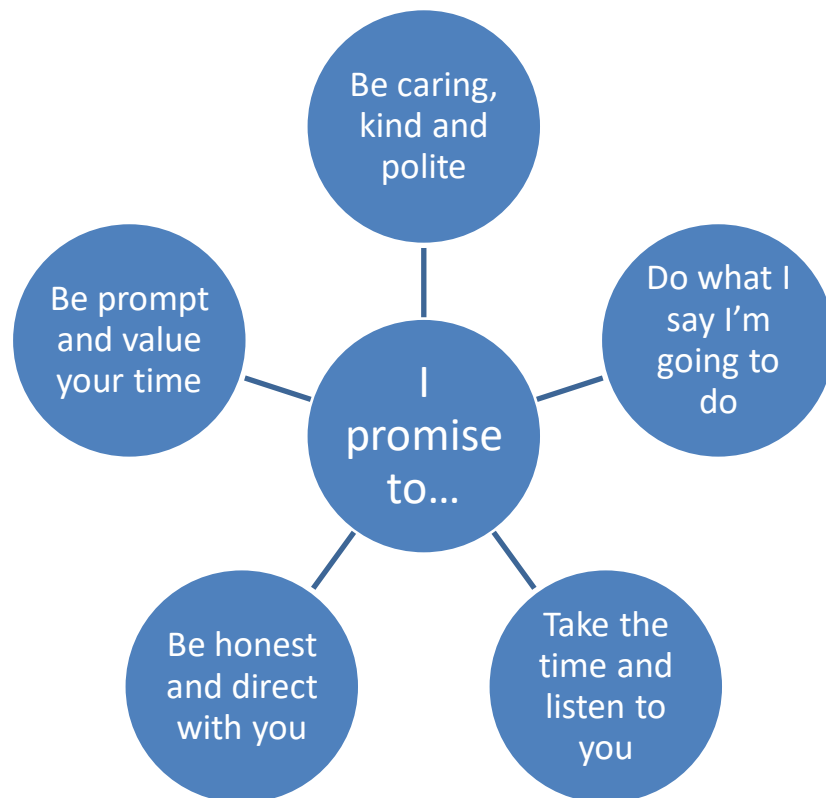 Be caring,
kind and
polite
Do what I
say I’m
going to
do
Take the
time and
listen to
you
Be honest
and direct
with you
Be prompt
and value
your time
I
promise
to…